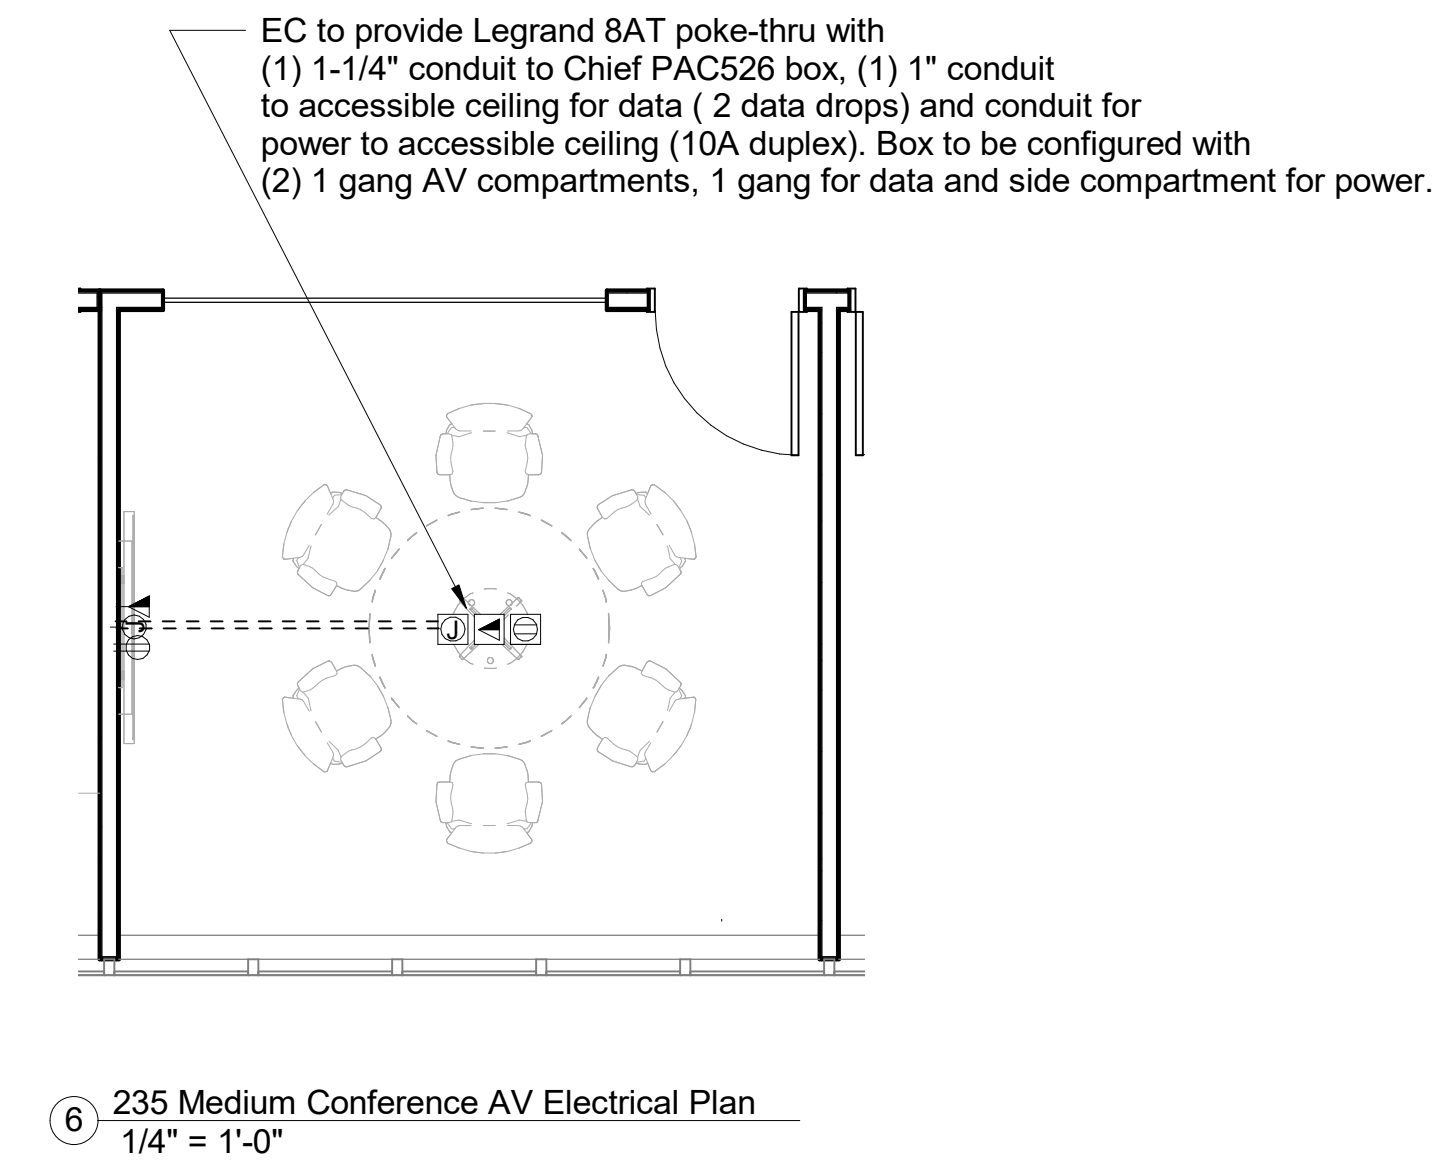 EC to provide Legrand 8AT poke-thru with
(1) 1-1/4" conduit to Chief PAC526 box, (1) 1" conduit
to accessible ceiling for data ( 2 data drops) and conduit for
power to accessible ceiling (10A duplex). Box to be configured with
(2) 1 gang AV compartments, 1 gang for data and side compartment for power.
J
J
6
235 Medium Conference AV Electrical Plan
1/4" = 1'-0"